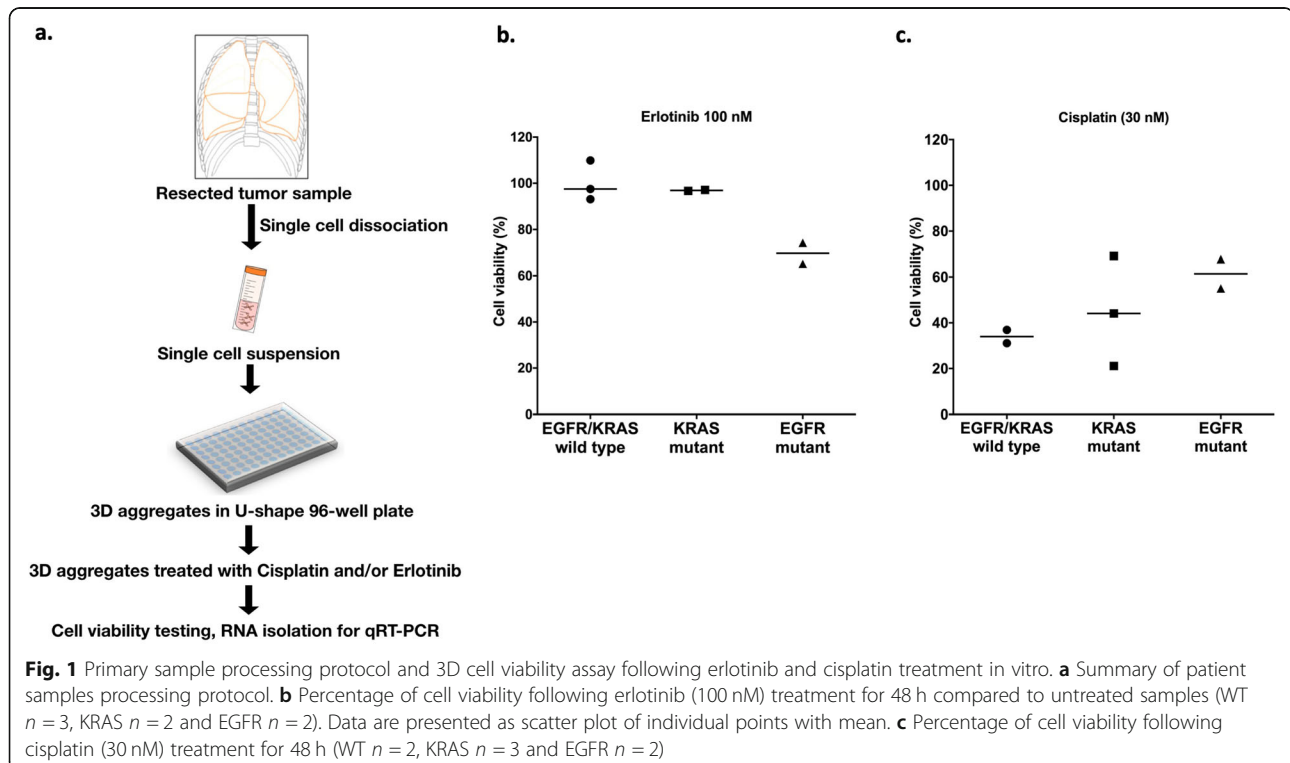 a.
Resected tumor sample
Single cell dissociation
Single cell suspension
3D aggregates in U-shape 96-well plate
3D aggregates treated with Cisplatin and/or Erlotinib
Cell viability testing, RNA isolation for qRT-PCR
b.
Erlotinib 100 nM
Cell viability (%)
120
100
80
60
40
20
0
EGFR/KRAS
wild type
KRAS
mutant
EGFR
mutant
c.
Cisplatin (30 nM)
Cell viability (%)
120
100
80
60
40
20
0
EGFR/KRAS
wild type
KRAS
mutant
EGFR
mutant
Fig. 1 Primary sample processing protocol and 3D cell viability assay following erlotinib and cisplatin treatment in vitro. a Summary of patient
samples processing protocol. b Percentage of cell viability following erlotinib (100 nM) treatment for 48 h compared to untreated samples (WT
n = 3, KRAS n = 2 and EGFR n = 2). Data are presented as scatter plot of individual points with mean. c Percentage of cell viability following
cisplatin (30 nM) treatment for 48 h (WT n = 2, KRAS n = 3 and EGFR n = 2)